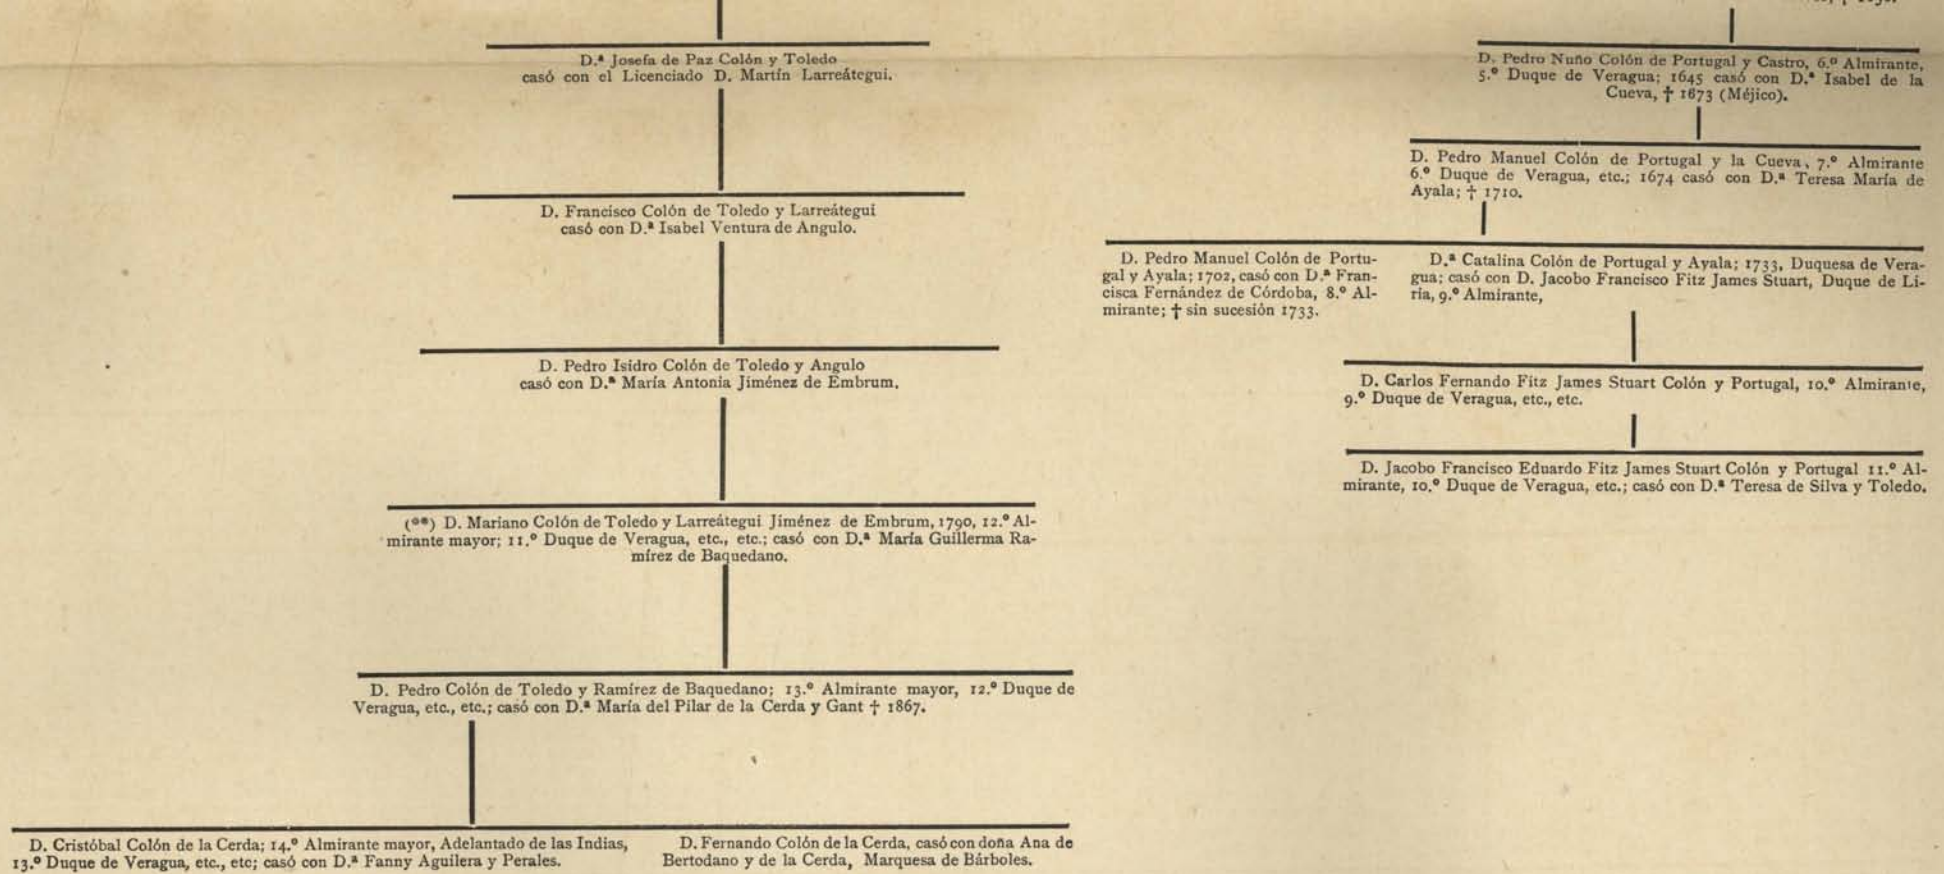 D.ª Josefa de Paz Colón y Toledo
casó con el Licenciado D. Martín Larreátegui.
D. Francisco Colón de Toledo y Larreátegui
casó con D.ª Isabel Ventura de Angulo.
D. Pedro Isidro Colón de Toledo y Angulo
casó con D.ª María Antonia Jiménez de Embrum.
(**) D. Mariano Colón de Toledo y Larreátegui Jiménez de Embrum, 1790, 12.º Al-
mirante mayor; 11.º Duque de Veragua, etc., etc.; casó con D.ª María Guillerma Ra-
mírez de Baquedano.
D. Pedro Colón de Toledo y Ramírez de Baquedano; 13.º Almirante mayor, 12.º Duque de
Veragua, etc., etc.; casó con D.ª María del Pilar de la Cerda y Gant † 1867.
D. Cristóbal Colón de la Cerda; 14.º Almirante mayor, Adelantado de las Indias,
13.º Duque de Veragua, etc., etc; casó con D.ª Fanny Aguilera y Perales.
D. Fernando Colón de la Cerda, casó con doña Ana de
Bertodano y de la Cerda, Marquesa de Bárboles.
D. Pedro Nuño Colón de Portugal y Castro, 6.º Almirante,
5.º Duque de Veragua; 1645 casó con D.ª Isabel de la
Cueva, † 1673 (Méjico).
D. Pedro Manuel Colón de Portugal y la Cueva, 7.º Almirante
6.º Duque de Veragua, etc.; 1674 casó con D.ª Teresa María de
Ayala; † 1710.
D. Pedro Manuel Colón de Portu-
gal y Ayala; 1702, casó con D.ª Fran-
cisca Fernández de Córdoba, 8.º Al-
mirante; † sin sucesión 1733.
D.ª Catalina Colón de Portugal y Ayala; 1733, Duquesa de Vera-
gua; casó con D. Jacobo Francisco Fitz James Stuart, Duque de Li-
ria, 9.º Almirante,
D. Carlos Fernando Fitz James Stuart Colón y Portugal, 10.º Almirante,
9.º Duque de Veragua, etc., etc.
D. Jacobo Francisco Eduardo Fitz James Stuart Colón y Portugal 11.º Al-
mirante, 10.º Duque de Veragua, etc.; casó con D.ª Teresa de Silva y Toledo.